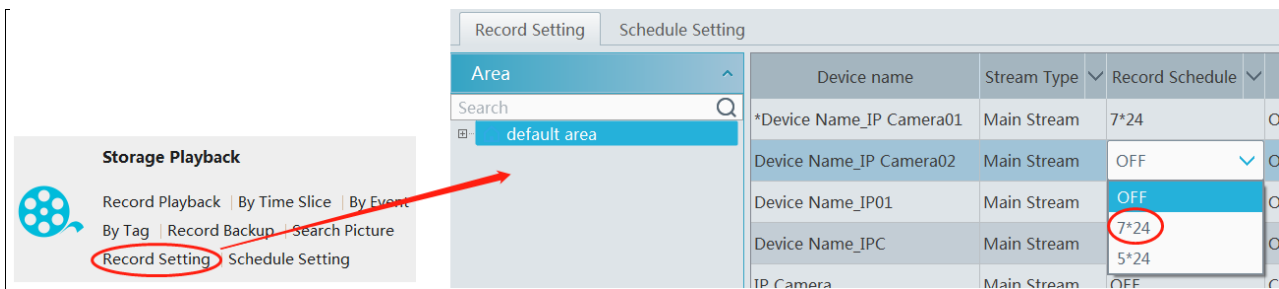 Storage Playback
Record Playback | By Time Slice | By Event
By Tag | Record Backup | Search Picture
Record Setting | Schedule Setting
Record Setting Schedule Setting
Area
Search
default area
Device name Stream Type Record Schedule
*Device Name_IP Camera01 Main Stream 7*24
Device Name_IP Camera02 Main Stream OFF
Device Name_IP01 Main Stream OFF
Device Name_IPC Main Stream 7*24
5*24
IP Camera Main Stream OFF